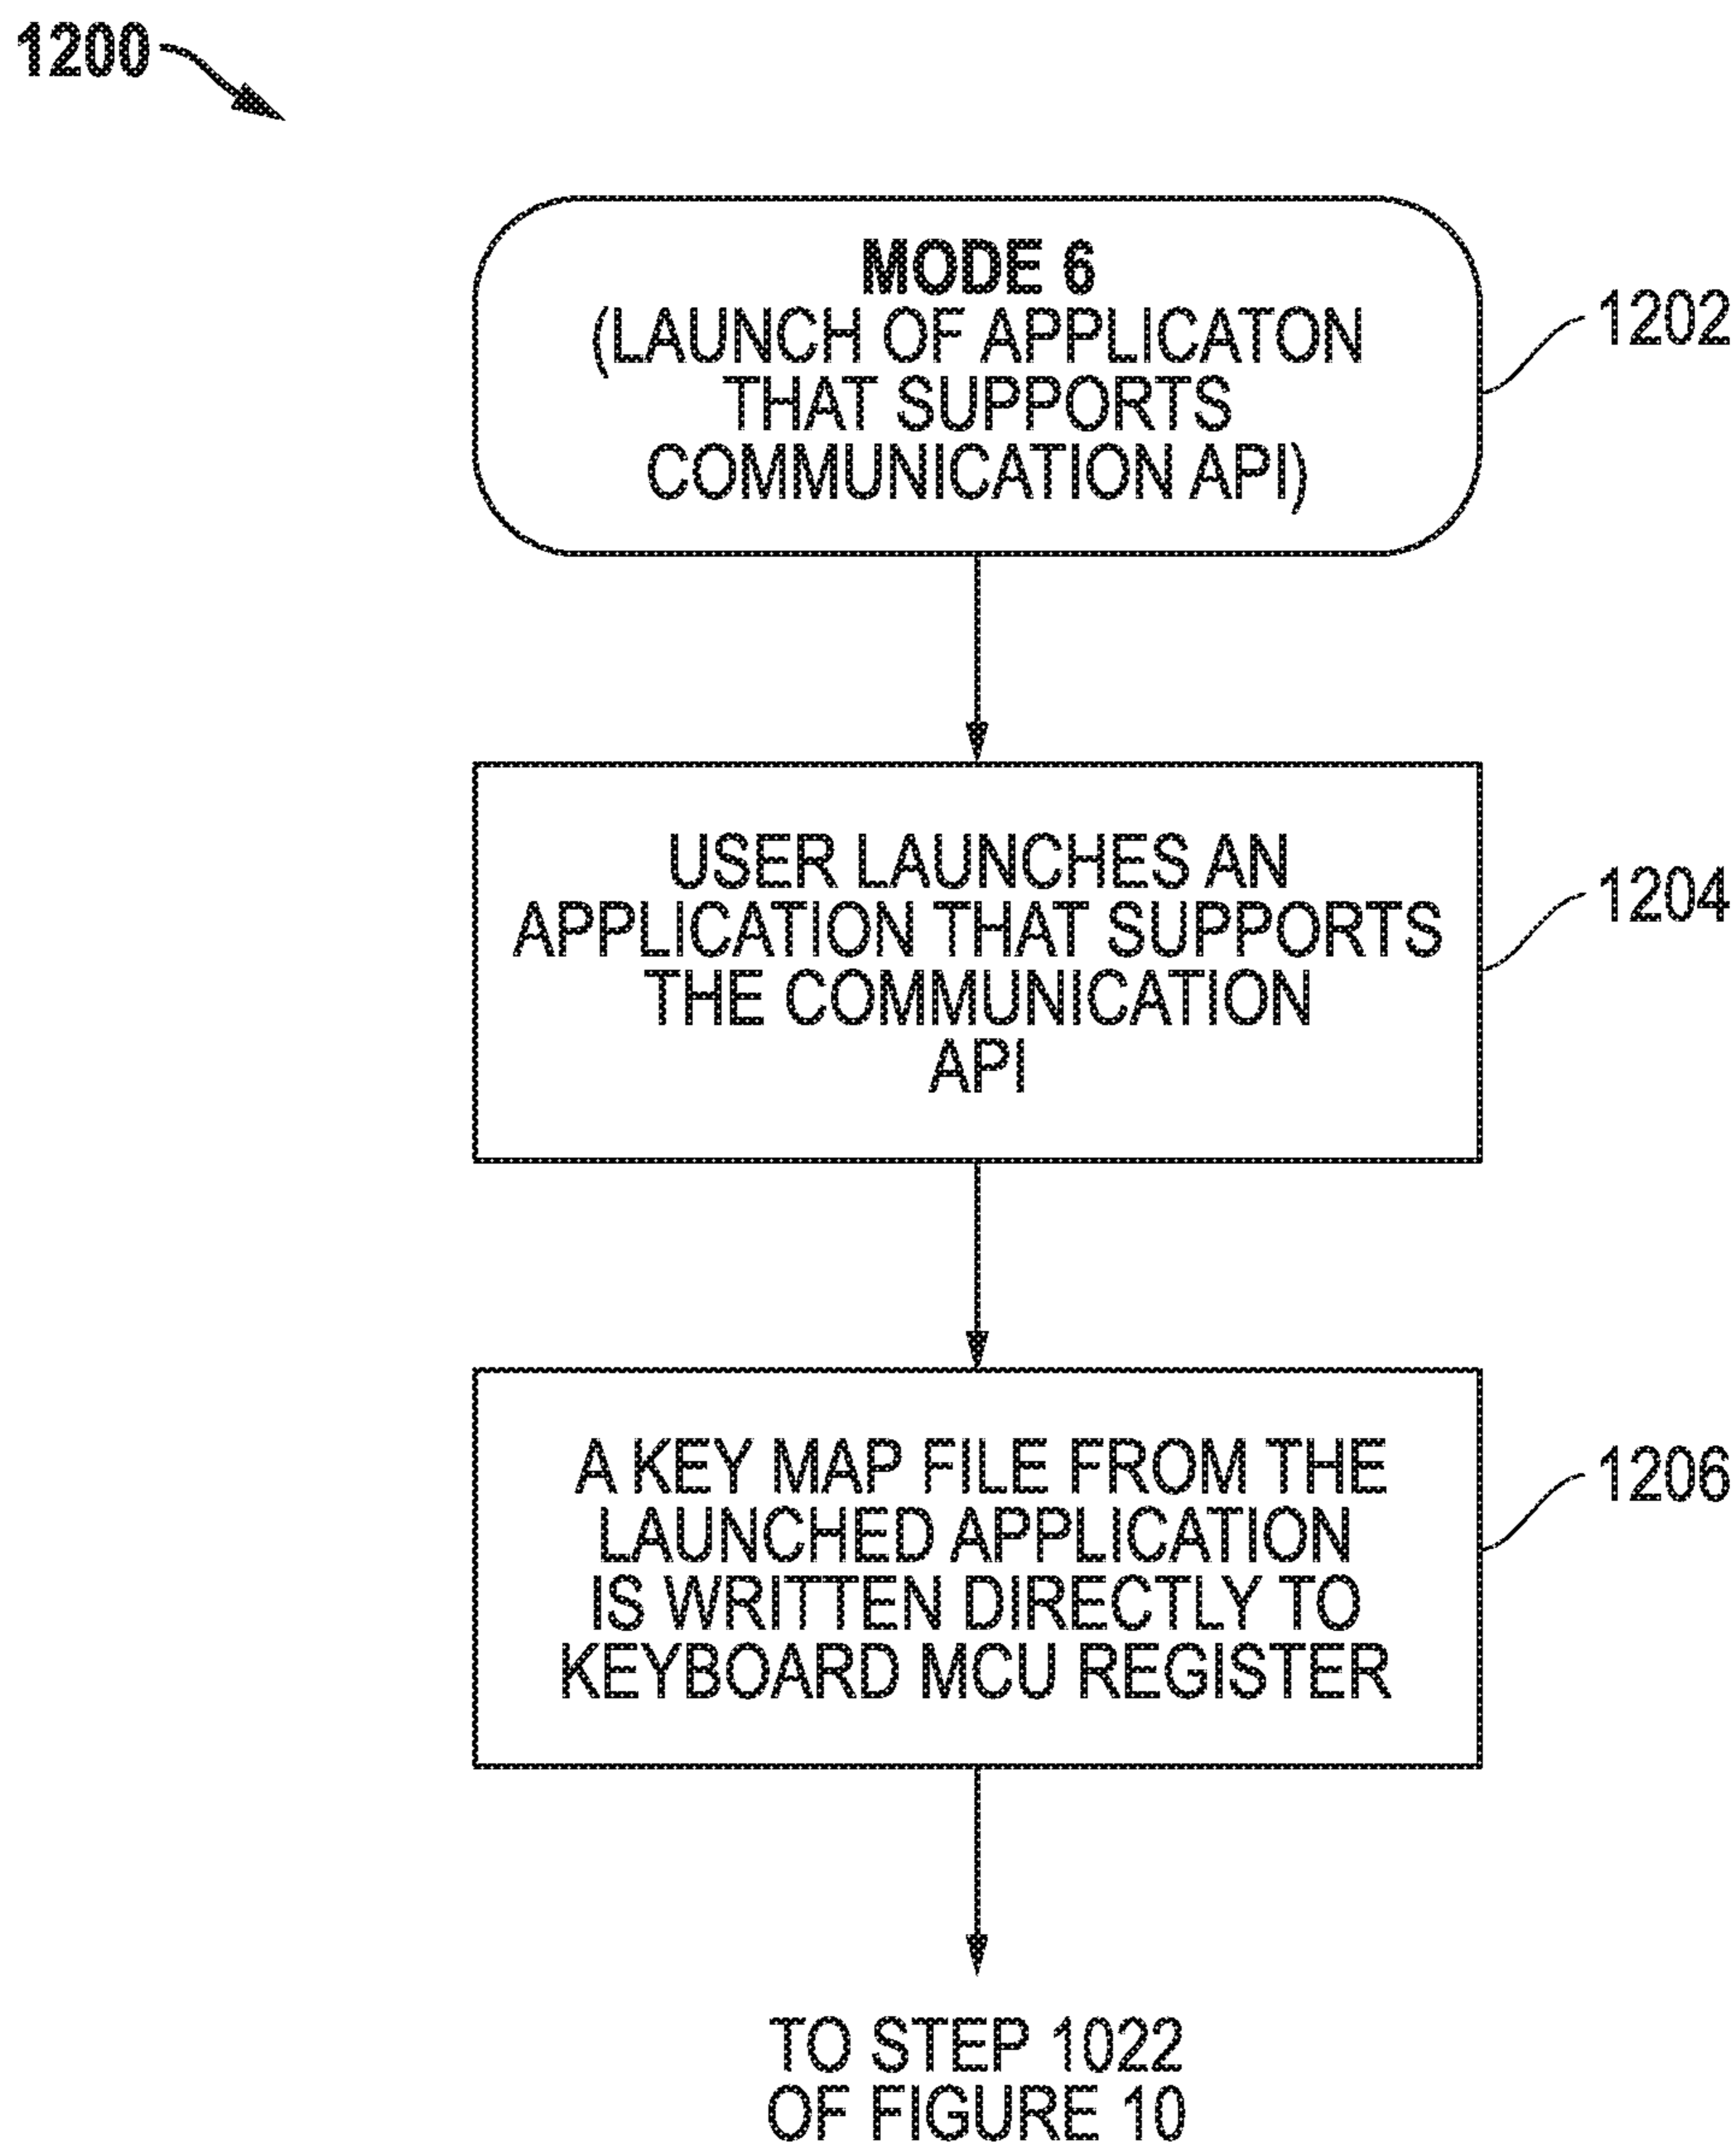 1200
MODE 6
(LAUNCH OF APPLICATON
THAT SUPPORTS
COMMUNICATION API)
1202
USER LAUNCHES AN
APPLICATION THAT SUPPORTS
THE COMMUNICATION
API
1204
A KEY MAP FILE FROM THE
LAUNCHED APPLICATION
IS WRITTEN DIRECTLY TO
KEYBOARD MCU REGISTER
1206
TO STEP 1022
OF FIGURE 10